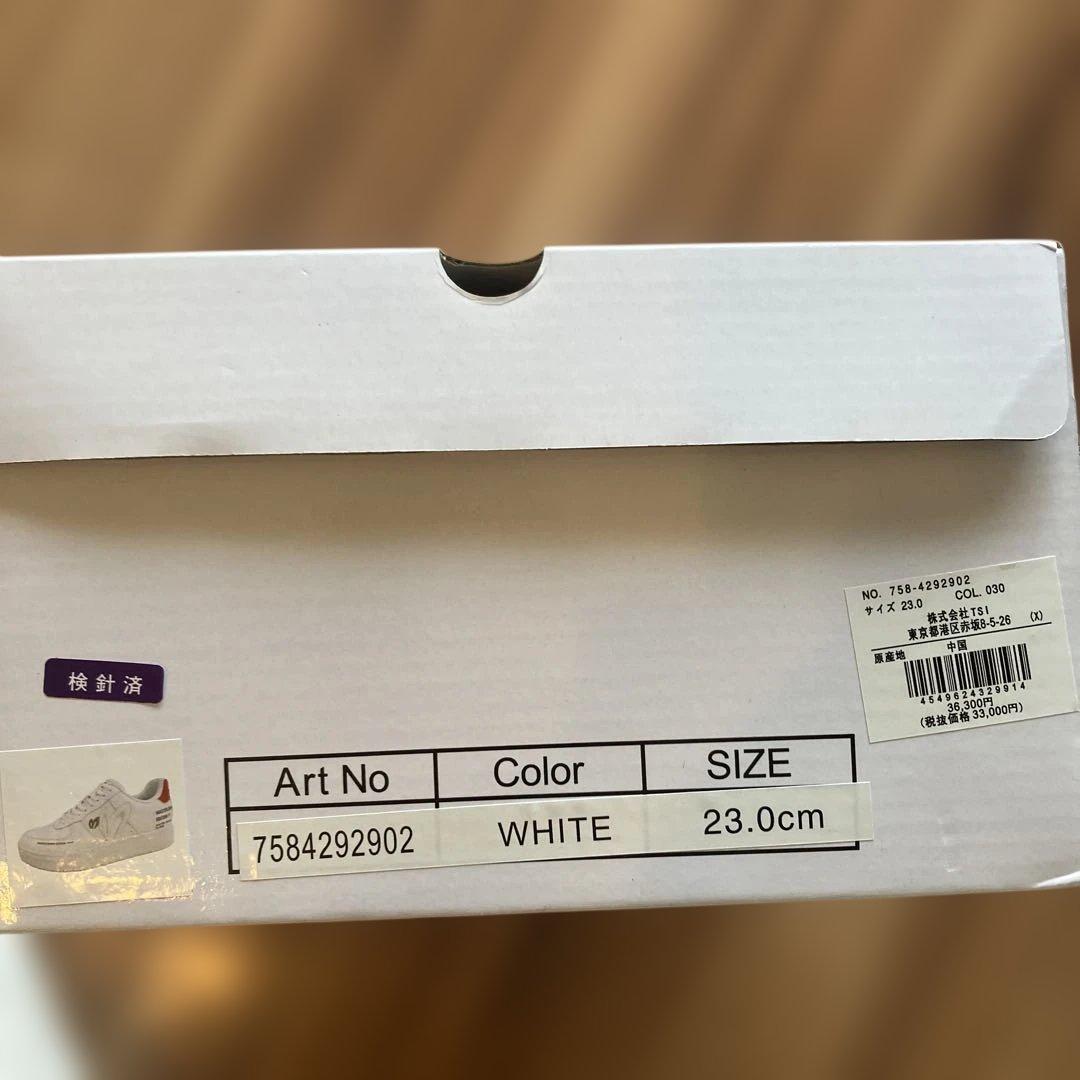 NO. 758-4292902
サイズ 23.0 COL. 030
株式会社TSI
東京都港区赤坂8-5-26 (X)
原産地 中国
4549624329914
36,300円
(税抜価格 33,000円)
検針済
Art No Color SIZE
7584292902 WHITE 23.0cm